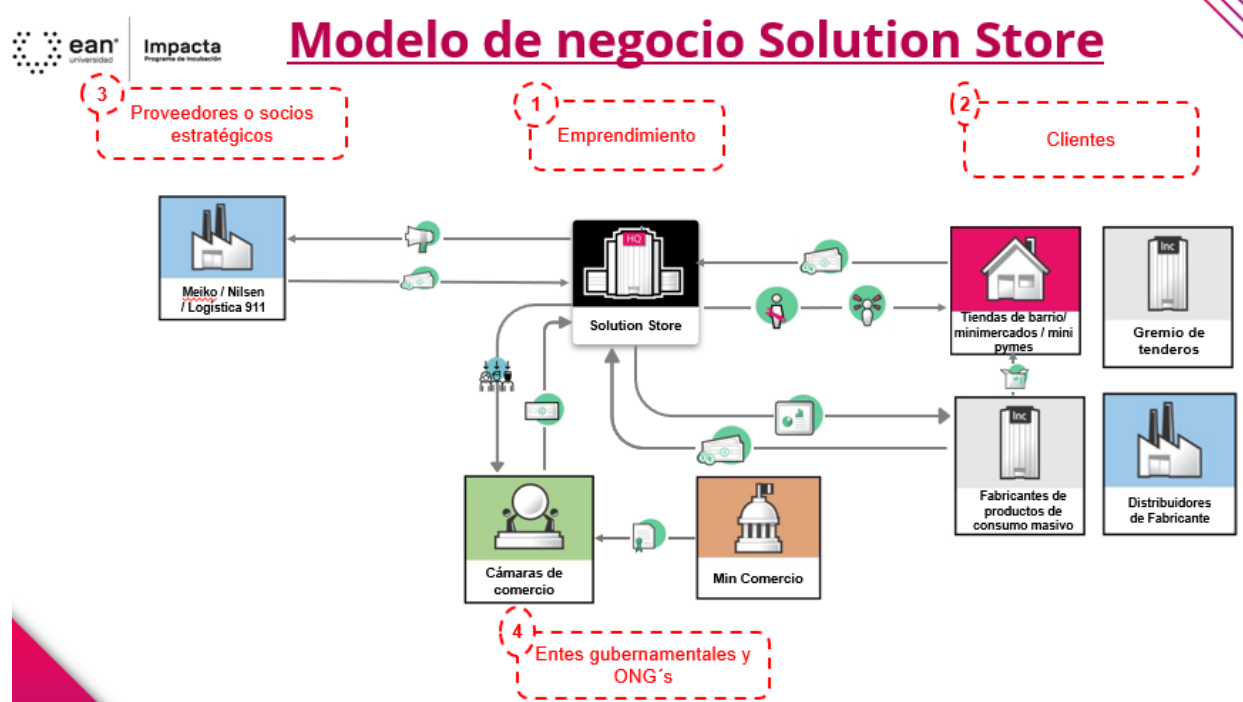 ean
universidad
Impacta
Programa de Incubación
Modelo de negocio Solution Store
3
Proveedores o socios
estratégicos
1
Emprendimiento
2
Clientes
Meiko / Nilsen
/ Logística 911
HQ
Solution Store
Tiendas de barrio/
minimercados / mini
pymes
Inc
Gremio de
tenderos
Inc
Fabricantes de
productos de
consumo masivo
Distribuidores
de Fabricante
Cámaras de
comercio
Min Comercio
4
Entes gubernamentales y
ONG´s